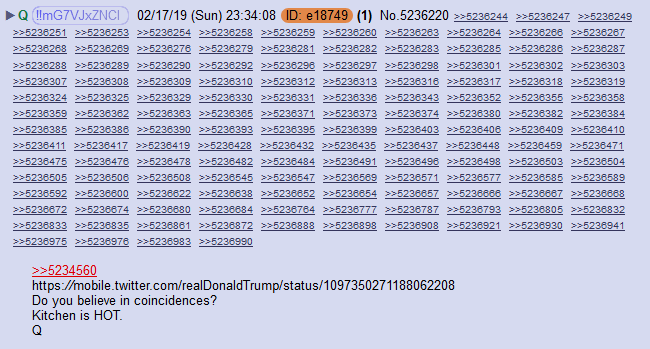 ▶ Q !!mG7VJxZNCI 02/17/19 (Sun) 23:34:08 ID: e18749 (1) No.5236220 >>5236244 >>5236247 >>5236249
>>5236251 >>5236253 >>5236254 >>5236258 >>5236259 >>5236260 >>5236263 >>5236264 >>5236266 >>5236267
>>5236268 >>5236269 >>5236276 >>5236279 >>5236281 >>5236282 >>5236283 >>5236285 >>5236286 >>5236287
>>5236288 >>5236289 >>5236290 >>5236292 >>5236296 >>5236297 >>5236298 >>5236301 >>5236302 >>5236303
>>5236307 >>5236308 >>5236309 >>5236310 >>5236312 >>5236313 >>5236316 >>5236317 >>5236318 >>5236319
>>5236324 >>5236325 >>5236329 >>5236330 >>5236331 >>5236336 >>5236343 >>5236352 >>5236355 >>5236358
>>5236359 >>5236362 >>5236363 >>5236365 >>5236371 >>5236373 >>5236374 >>5236380 >>5236382 >>5236384
>>5236385 >>5236386 >>5236390 >>5236393 >>5236395 >>5236399 >>5236403 >>5236406 >>5236409 >>5236410
>>5236411 >>5236417 >>5236419 >>5236428 >>5236432 >>5236435 >>5236437 >>5236448 >>5236459 >>5236471
>>5236475 >>5236476 >>5236478 >>5236482 >>5236484 >>5236491 >>5236496 >>5236498 >>5236503 >>5236504
>>5236505 >>5236506 >>5236528 >>5236545 >>5236547 >>5236569 >>5236571 >>5236577 >>5236585 >>5236589
>>5236592 >>5236600 >>5236622 >>5236638 >>5236652 >>5236654 >>5236657 >>5236666 >>5236667 >>5236668
>>5236672 >>5236674 >>5236680 >>5236684 >>5236764 >>5236777 >>5236787 >>5236793 >>5236805 >>5236832
>>5236833 >>5236835 >>5236861 >>5236872 >>5236888 >>5236898 >>5236908 >>5236921 >>5236930 >>5236941
>>5236975 >>5236976 >>5236983 >>5236990
>>5234560
https://mobile.twitter.com/realDonaldTrump/status/1097350271188062208
Do you believe in coincidences?
Kitchen is HOT.
Q